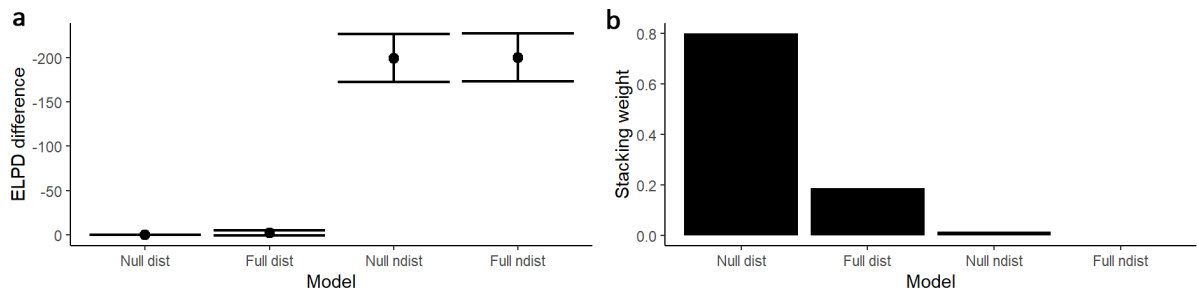 a
ELPD difference
-200
-150
-100
-50
0
Null dist
Full dist
Null ndist
Full ndist
Model
b
Stacking weight
0.8
0.6
0.4
0.2
0.0
Null dist
Full dist
Null ndist
Full ndist
Model